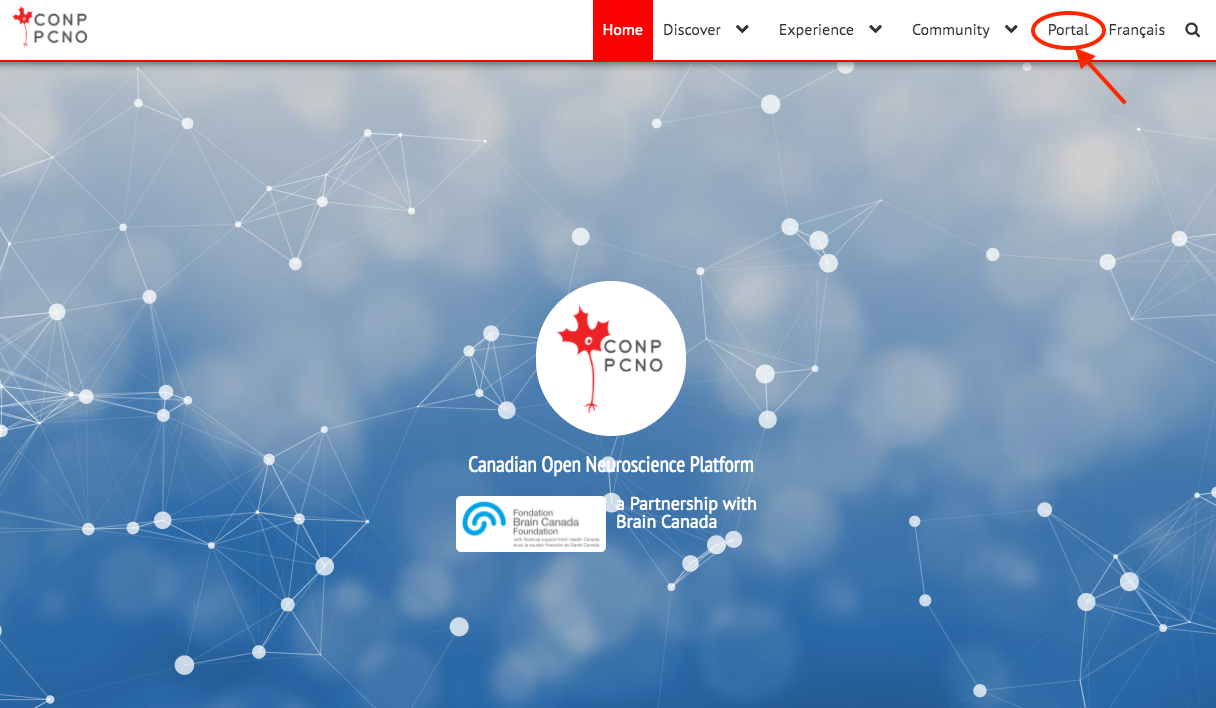 CONP
PCNO
Home Discover Experience Community Portal Français
CONP
PCNO
Canadian Open Neuroscience Platform
Fondation
Brain Canada
Foundation
with financial support from Health Canada
avec le soutien financier de Santé Canada
a Partnership with
Brain Canada